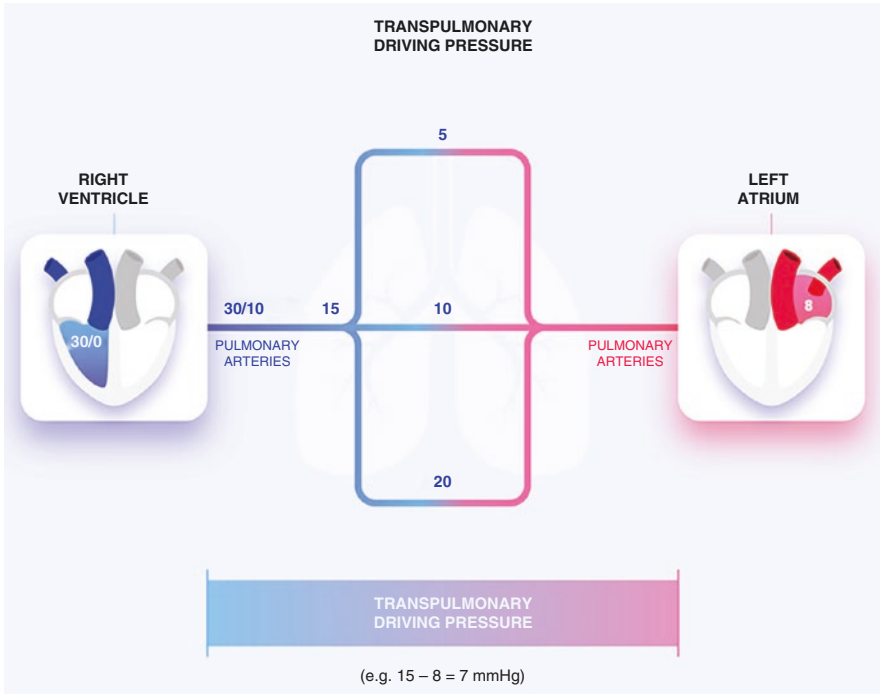 TRANSPULMONARY
DRIVING PRESSURE
5
RIGHT
VENTRICLE
LEFT
ATRIUM
30/10
15
10
8
30/0
PULMONARY
ARTERIES
PULMONARY
ARTERIES
20
TRANSPULMONARY
DRIVING PRESSURE
(e.g. 15 – 8 = 7 mmHg)